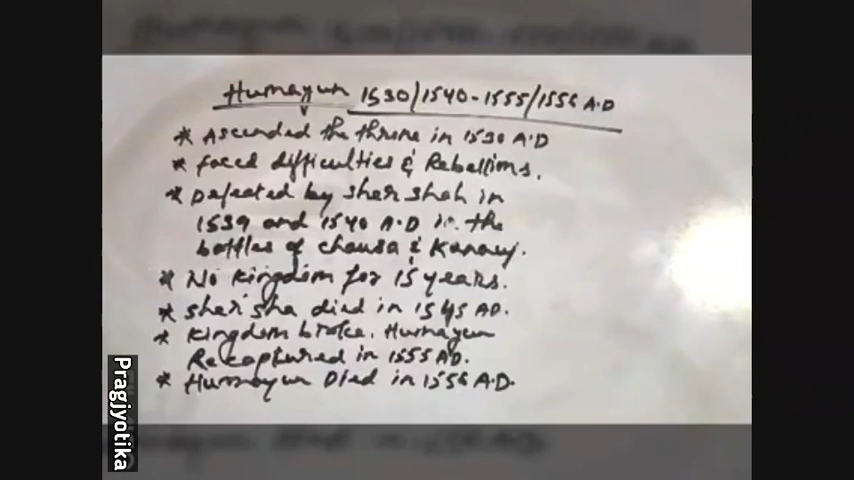 Humayun 1530/1540-1555/1556 A.D
* Ascended the throne in 1530 A.D
* Faced difficulties & Rebellions.
* Defeated by Sher Shah in
1539 and 1540 A.D in the
battles of Chausa & Kanauj.
* No kingdom for 15 years.
* Sher Sha died in 1545 AD.
* Kingdom broke. Humayun
Recaptured in 1555 AD.
* Humayun Died in 1556 A.D.
Pragjyotika